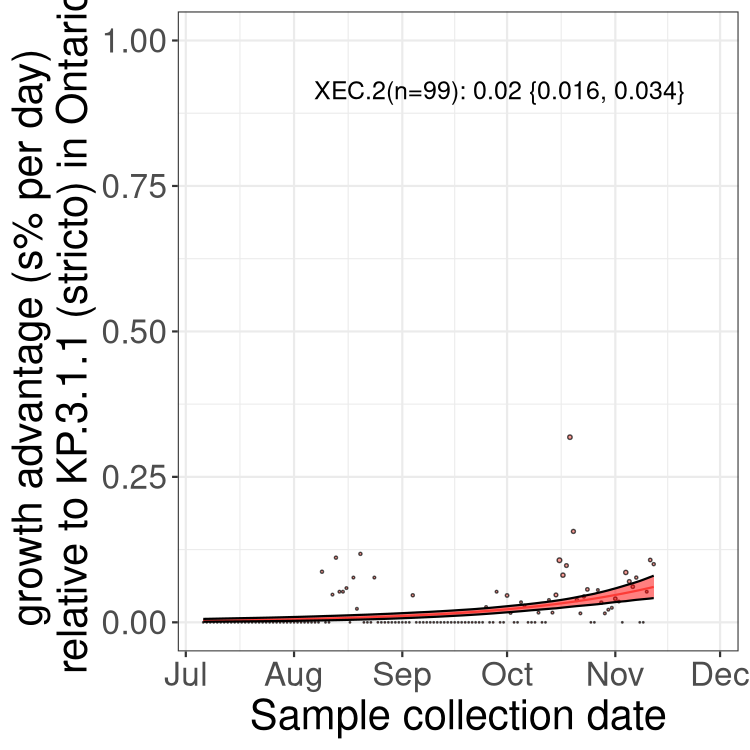 growth advantage (s% per day)
relative to KP.3.1.1 (stricto) in Ontario
1.00
0.75
0.50
0.25
0.00
XEC.2(n=99): 0.02 {0.016, 0.034}
Jul Aug Sep Oct Nov Dec
Sample collection date